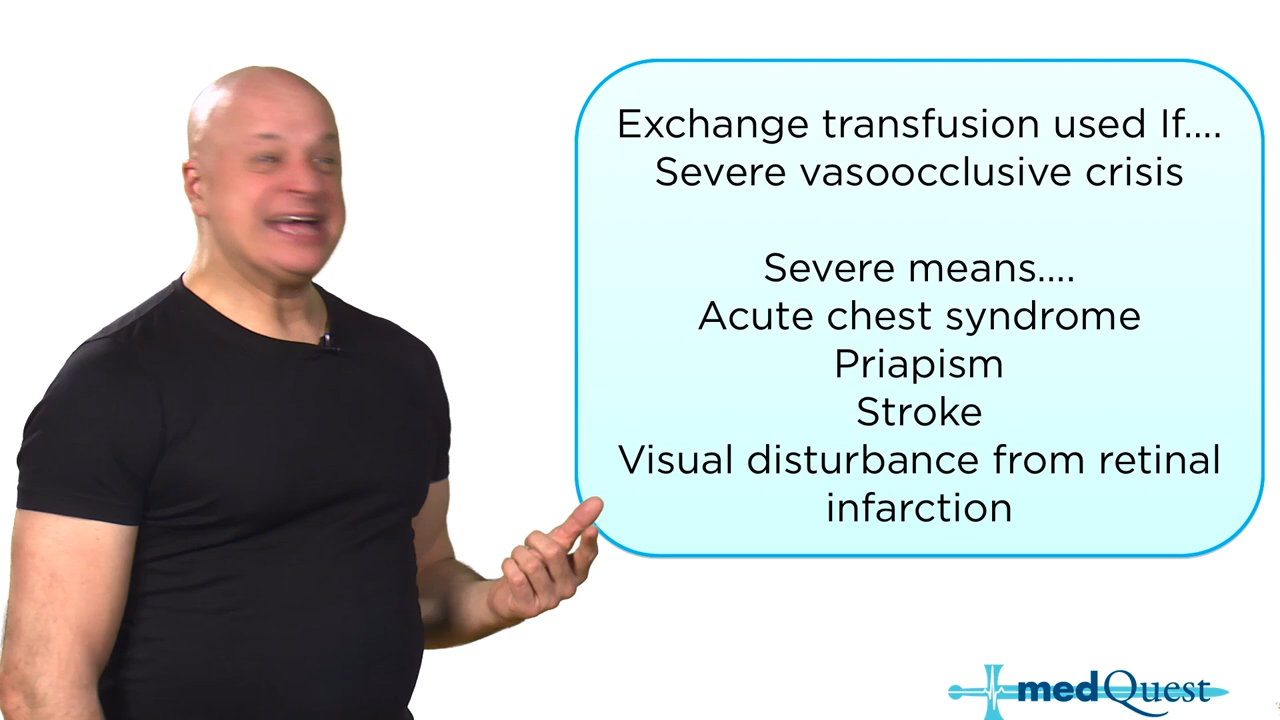 Exchange transfusion used If....
Severe vasoocclusive crisis
Severe means....
Acute chest syndrome
Priapism
Stroke
Visual disturbance from retinal
infarction
medQuest